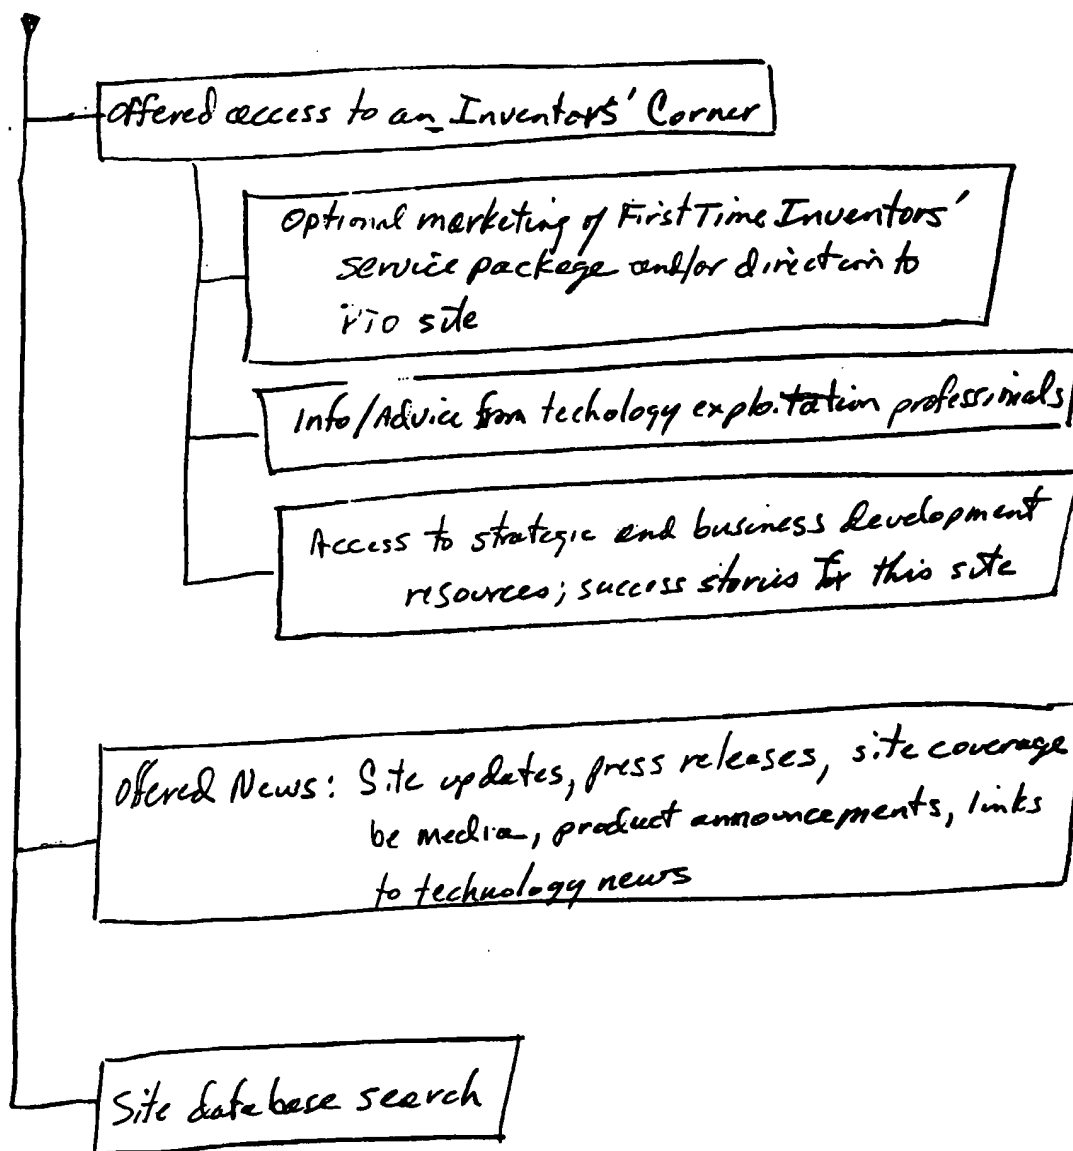 Offered access to an Inventors' Corner
Optional marketing of First Time Inventors'
service package and/or direction to
PTO site
Info/Advice from techology exploitation professionals
Access to strategic and business development
resources; success stories for this site
Offered News: Site updates, press releases, site coverage
be media, product announcements, links
to technology news
Site database search